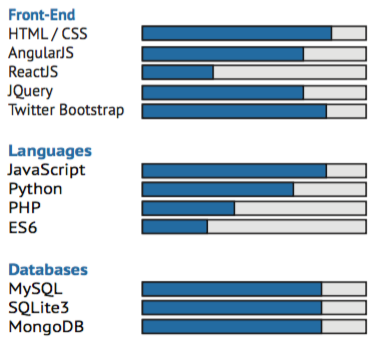 Front-End
HTML / CSS
AngularJS
ReactJS
JQuery
Twitter Bootstrap
Languages
JavaScript
Python
PHP
ES6
Databases
MySQL
SQLite3
MongoDB